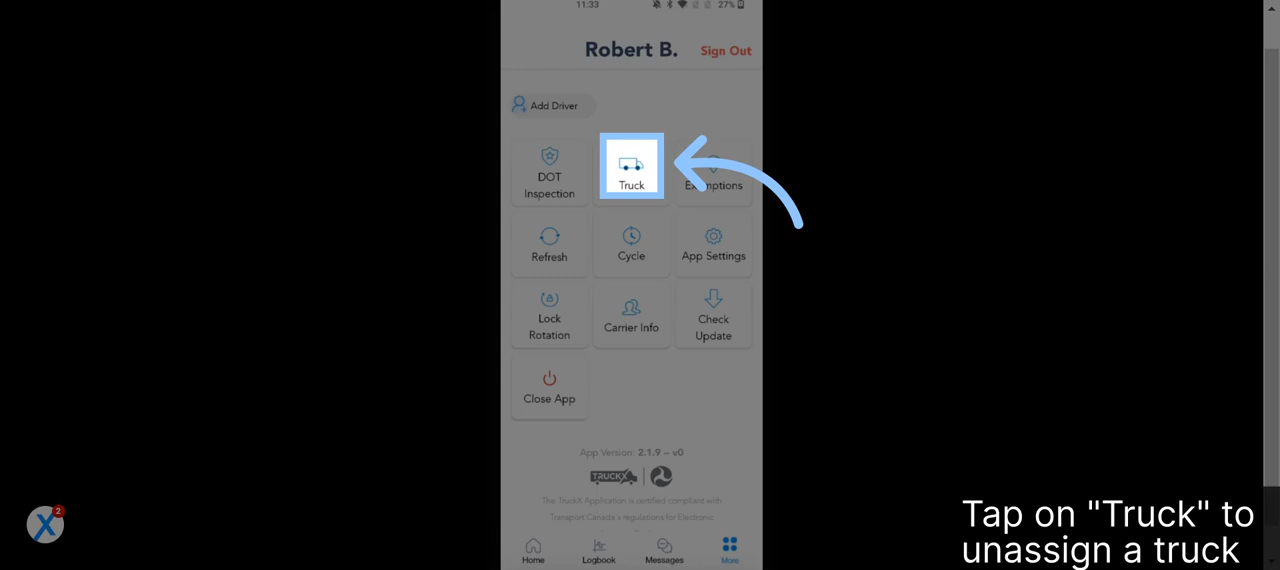 11:33
27%
Robert B.
Sign Out
Add Driver
DOT
Inspection
Truck
Exemptions
Refresh
Cycle
App Settings
Lock
Rotation
Carrier Info
Check
Update
Close App
App Version: 2.1.9 – v0
TRUCKX
The TruckX Application is certified compliant with
Transport Canada's regulations for Electronic
Home
Logbook
Messages
More
2
Tap on "Truck" to
unassign a truck